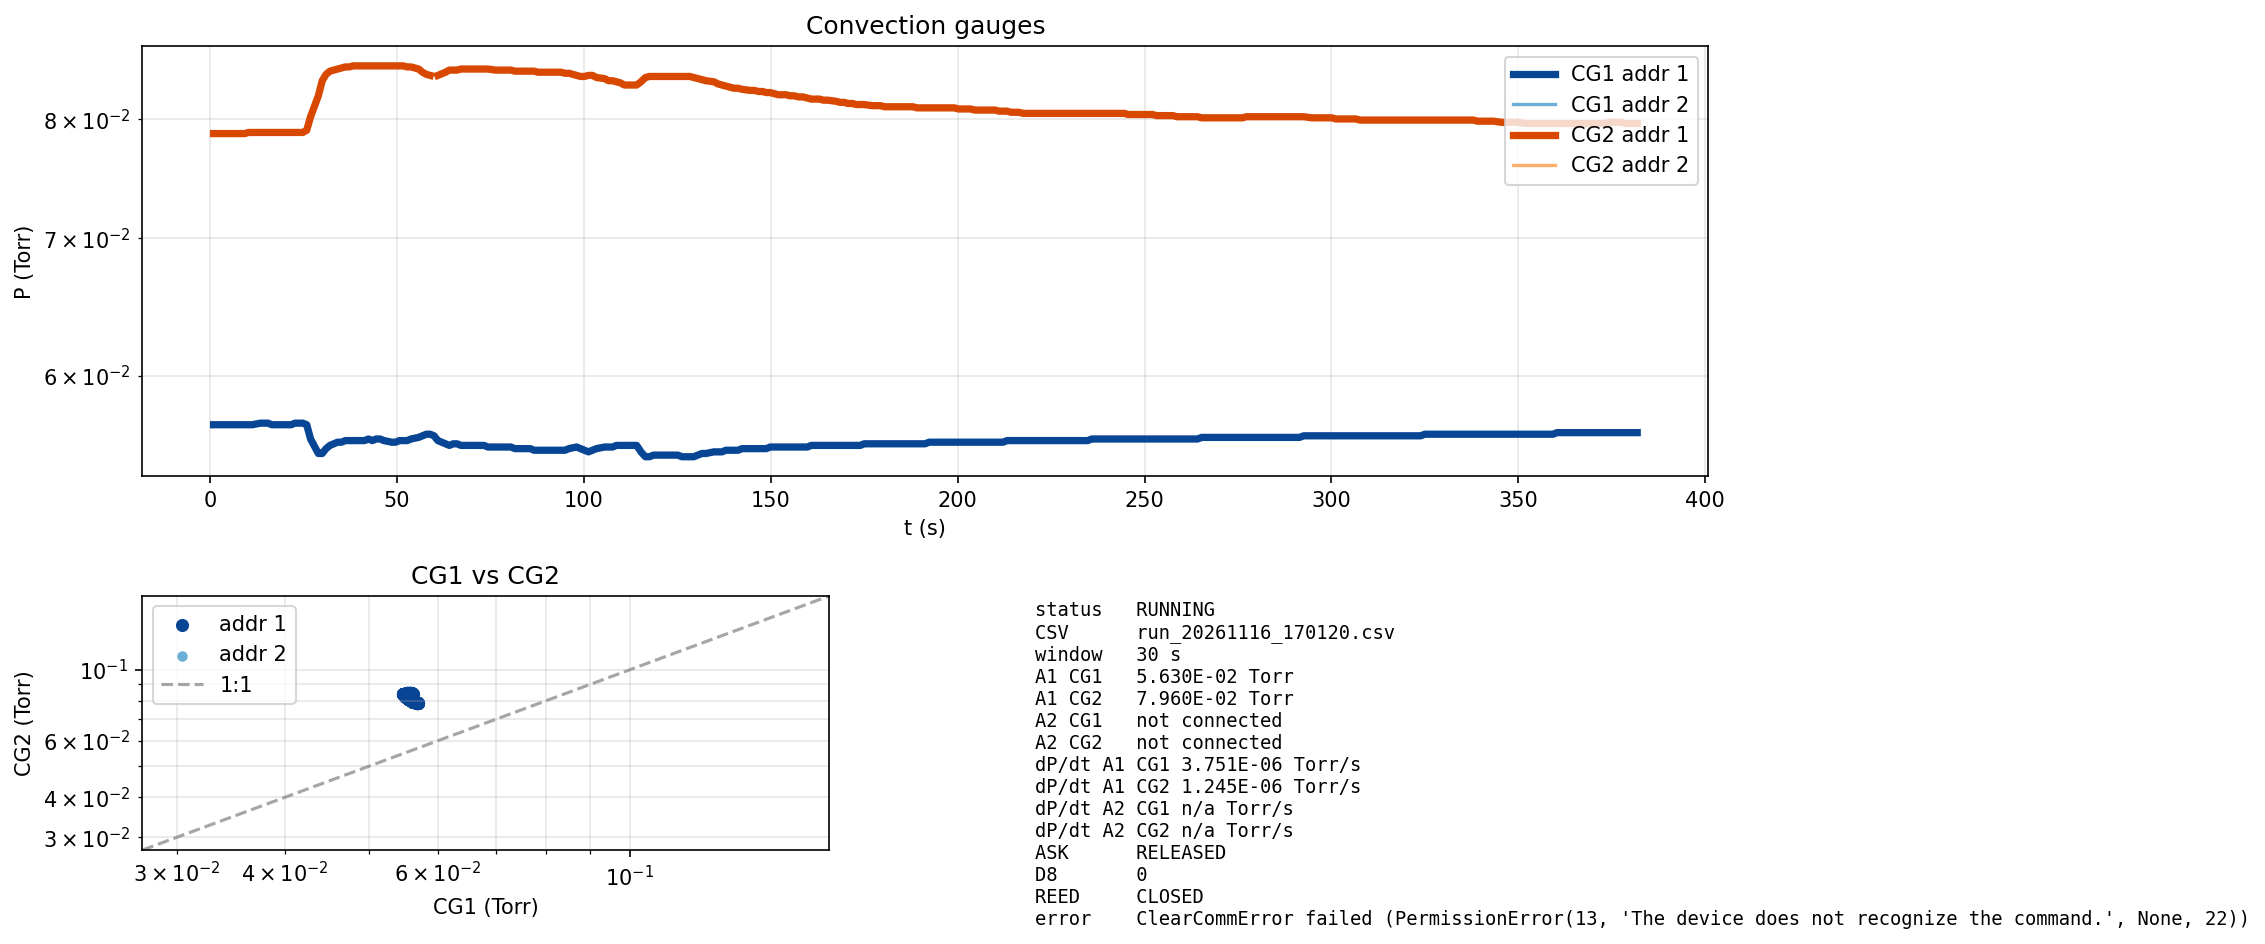 Convection gauges
CG1 addr 1
CG1 addr 2
CG2 addr 1
CG2 addr 2
8 × 10⁻²
7 × 10⁻²
6 × 10⁻²
P (Torr)
0 50 100 150 200 250 300 350 400
t (s)
CG1 vs CG2
addr 1
addr 2
1:1
10⁻¹
6 × 10⁻²
4 × 10⁻²
3 × 10⁻²
CG2 (Torr)
3 × 10⁻² 4 × 10⁻² 6 × 10⁻² 10⁻¹
CG1 (Torr)
status RUNNING
CSV run_20261116_170120.csv
window 30 s
A1 CG1 5.630E-02 Torr
A1 CG2 7.960E-02 Torr
A2 CG1 not connected
A2 CG2 not connected
dP/dt A1 CG1 3.751E-06 Torr/s
dP/dt A1 CG2 1.245E-06 Torr/s
dP/dt A2 CG1 n/a Torr/s
dP/dt A2 CG2 n/a Torr/s
ASK RELEASED
D8 0
REED CLOSED
error ClearCommError failed (PermissionError(13, 'The device does not recognize the command.', None, 22))